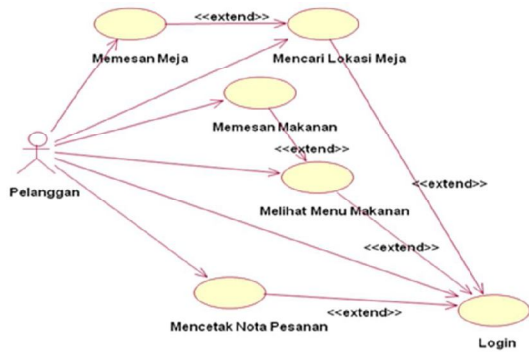 <<extend>>
Memesan Meja
Mencari Lokasi Meja
Memesan Makanan
<<extend>>
Pelanggan
<<extend>>
Melihat Menu Makanan
<<extend>>
<<extend>>
Mencetak Nota Pesanan
Login